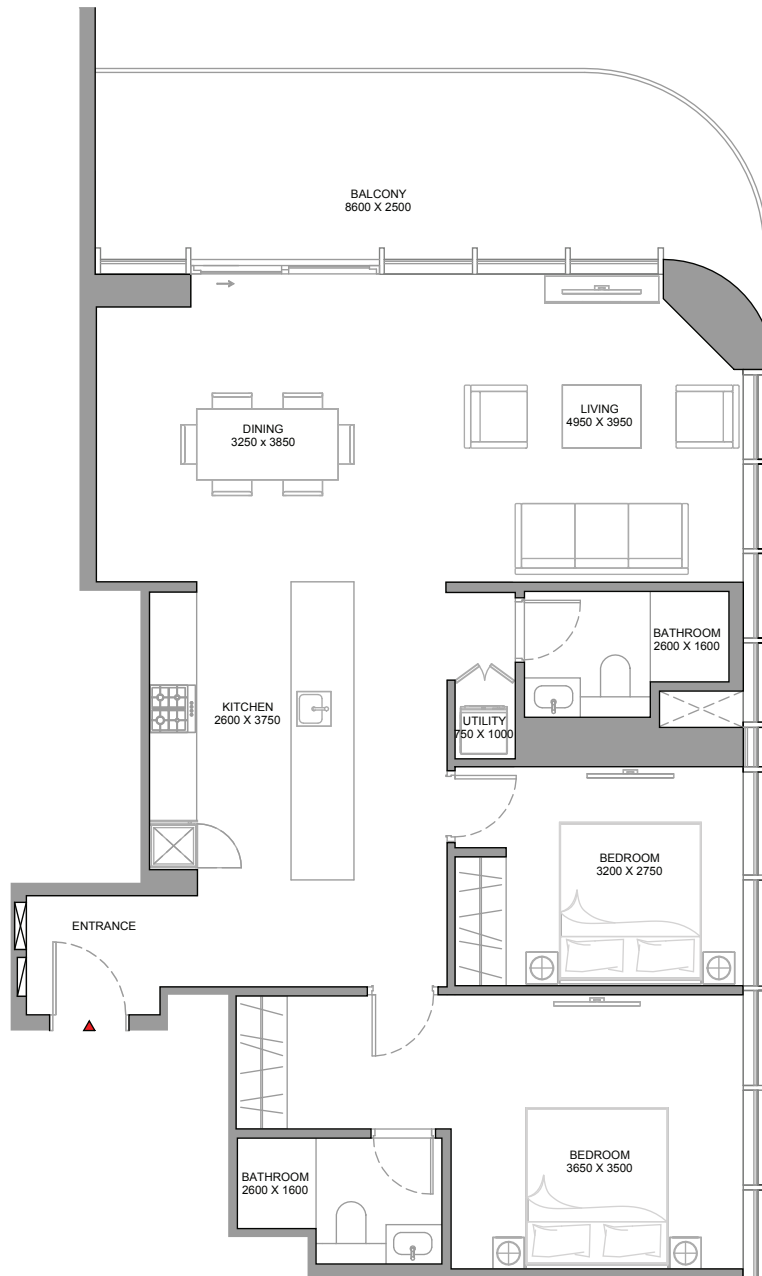 BALCONY
8600 X 2500
DINING
3250 x 3850
LIVING
4950 X 3950
BATHROOM
2600 X 1600
KITCHEN
2600 X 3750
UTILITY
750 X 1000
BEDROOM
3200 X 2750
ENTRANCE
BEDROOM
3650 X 3500
BATHROOM
2600 X 1600